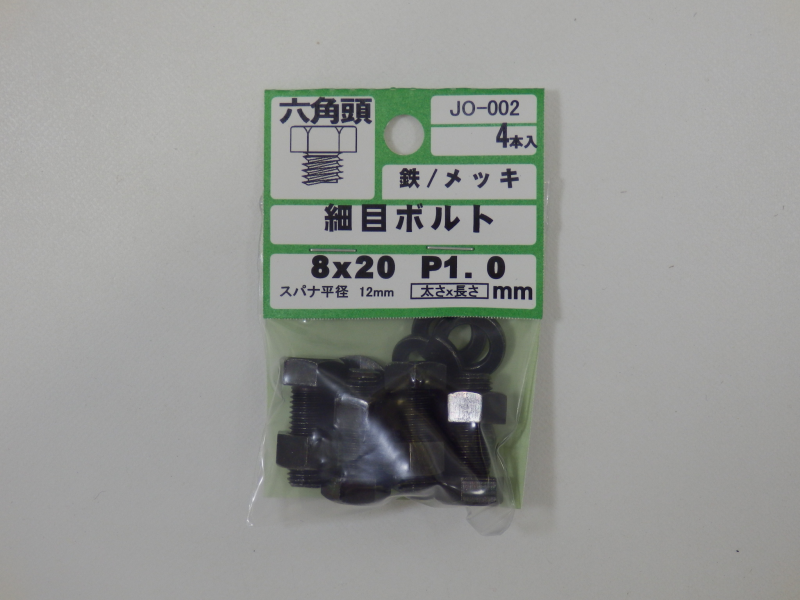 六角頭
JO-002
4本入
鉄/メッキ
細目ボルト
8x20 P1.0
スパナ平径 12mm 太さx長さ mm